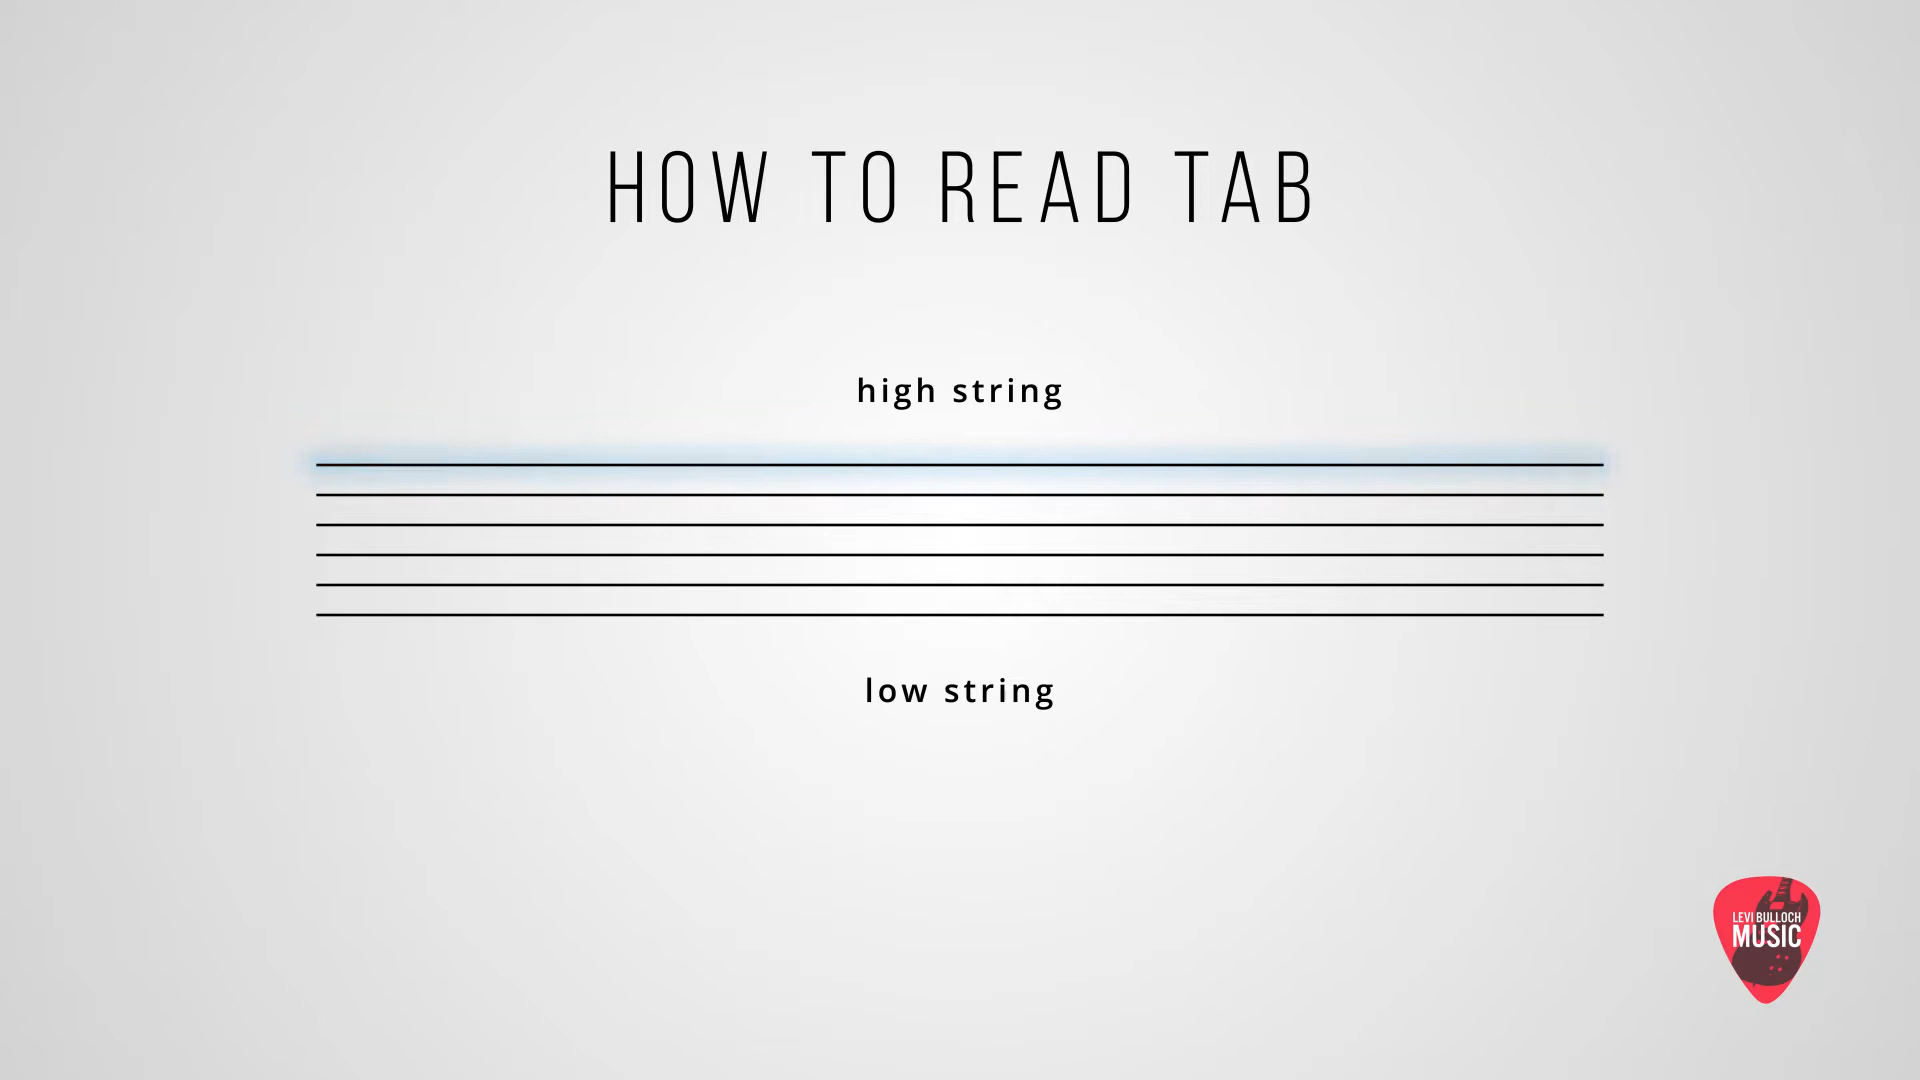 HOW TO READ TAB
high string
low string
LEVI BULLOCH
MUSIC